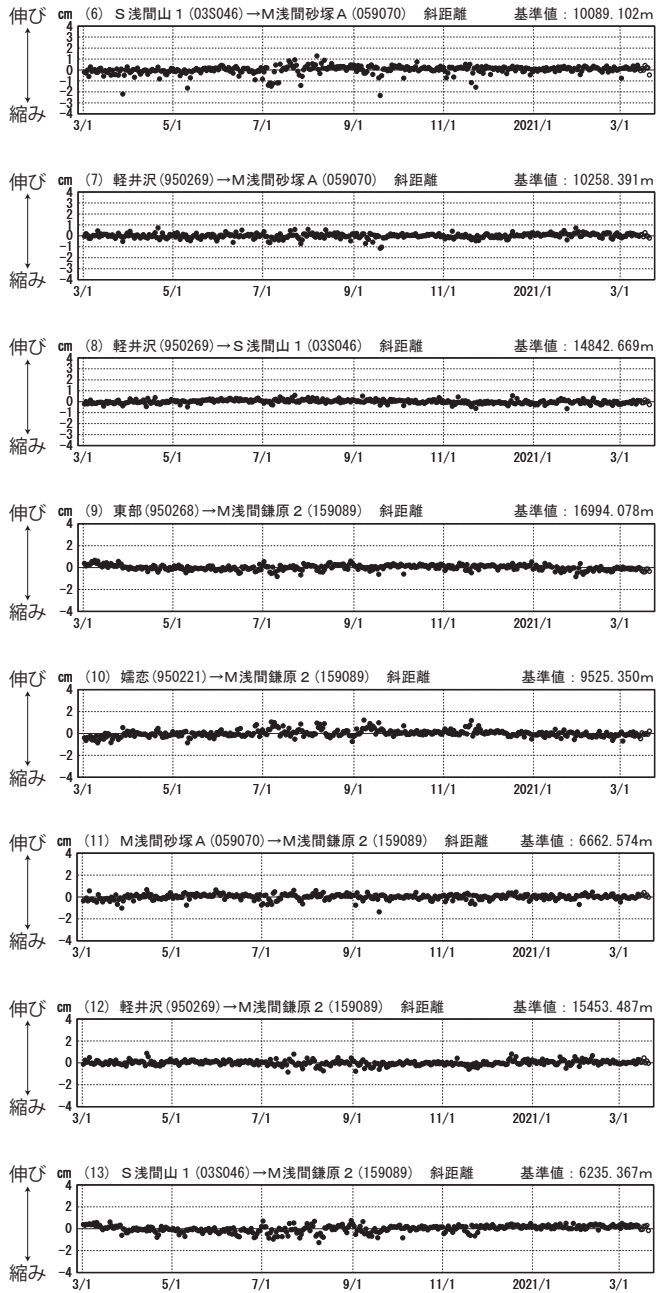 伸び cm (6) S浅間山1(03S046)→M浅間砂塚A(059070) 斜距離 基準値:10089.102m
4
3
2
1
0
-1
-2
-3
縮み -4
3/1 5/1 7/1 9/1 11/1 2021/1 3/1
伸び cm (7) 軽井沢(950269)→M浅間砂塚A(059070) 斜距離 基準値:10258.391m
4
3
2
1
0
-1
-2
-3
縮み -4
3/1 5/1 7/1 9/1 11/1 2021/1 3/1
伸び cm (8) 軽井沢(950269)→S浅間山1(03S046) 斜距離 基準値:14842.669m
4
3
2
1
0
-1
-2
-3
縮み -4
3/1 5/1 7/1 9/1 11/1 2021/1 3/1
伸び cm (9) 東部(950268)→M浅間鎌原2(159089) 斜距離 基準値:16994.078m
4
2
0
-2
縮み -4
3/1 5/1 7/1 9/1 11/1 2021/1 3/1
伸び cm (10) 嬬恋(950221)→M浅間鎌原2(159089) 斜距離 基準値:9525.350m
4
2
0
-2
縮み -4
3/1 5/1 7/1 9/1 11/1 2021/1 3/1
伸び cm (11) M浅間砂塚A(059070)→M浅間鎌原2(159089) 斜距離 基準値:6662.574m
4
2
0
-2
縮み -4
3/1 5/1 7/1 9/1 11/1 2021/1 3/1
伸び cm (12) 軽井沢(950269)→M浅間鎌原2(159089) 斜距離 基準値:15453.487m
4
2
0
-2
縮み -4
3/1 5/1 7/1 9/1 11/1 2021/1 3/1
伸び cm (13) S浅間山1(03S046)→M浅間鎌原2(159089) 斜距離 基準値:6235.367m
4
2
0
-2
縮み -4
3/1 5/1 7/1 9/1 11/1 2021/1 3/1